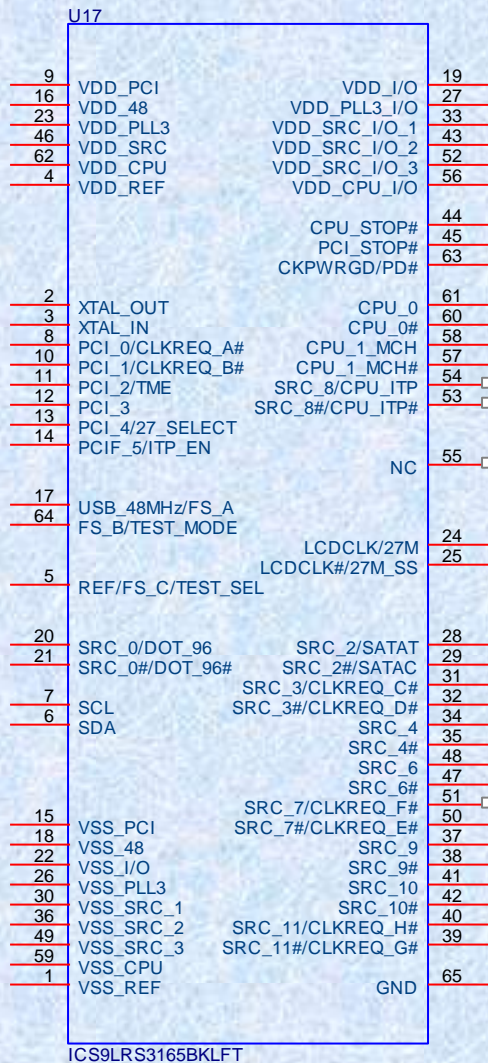 U17
9 VDD_PCI VDD_I/O 19
16 VDD_48 VDD_PLL3_I/O 27
23 VDD_PLL3 VDD_SRC_I/O_1 33
46 VDD_SRC VDD_SRC_I/O_2 43
62 VDD_CPU VDD_SRC_I/O_3 52
4 VDD_REF VDD_CPU_I/O 56
CPU_STOP# 44
PCI_STOP# 45
CKPWRGD/PD# 63
2 XTAL_OUT CPU_0 61
3 XTAL_IN CPU_0# 60
8 PCI_0/CLKREQ_A# CPU_1_MCH 58
10 PCI_1/CLKREQ_B# CPU_1_MCH# 57
11 PCI_2/TME SRC_8/CPU_ITP 54
12 PCI_3 SRC_8#/CPU_ITP# 53
13 PCI_4/27_SELECT
14 PCIF_5/ITP_EN
NC 55
17 USB_48MHz/FS_A
64 FS_B/TEST_MODE
LCDCLK/27M 24
LCDCLK#/27M_SS 25
5 REF/FS_C/TEST_SEL
20 SRC_0/DOT_96 SRC_2/SATAT 28
21 SRC_0#/DOT_96# SRC_2#/SATAC 29
SRC_3/CLKREQ_C# 31
7 SCL SRC_3#/CLKREQ_D# 32
6 SDA SRC_4 34
SRC_4# 35
SRC_6 48
SRC_6# 47
SRC_7/CLKREQ_F# 51
15 VSS_PCI SRC_7#/CLKREQ_E# 50
18 VSS_48 SRC_9 37
22 VSS_I/O SRC_9# 38
26 VSS_PLL3 SRC_10 41
30 VSS_SRC_1 SRC_10# 42
36 VSS_SRC_2 SRC_11/CLKREQ_H# 40
49 VSS_SRC_3 SRC_11#/CLKREQ_G# 39
59 VSS_CPU
1 VSS_REF GND 65
ICS9LRS3165BKLFT